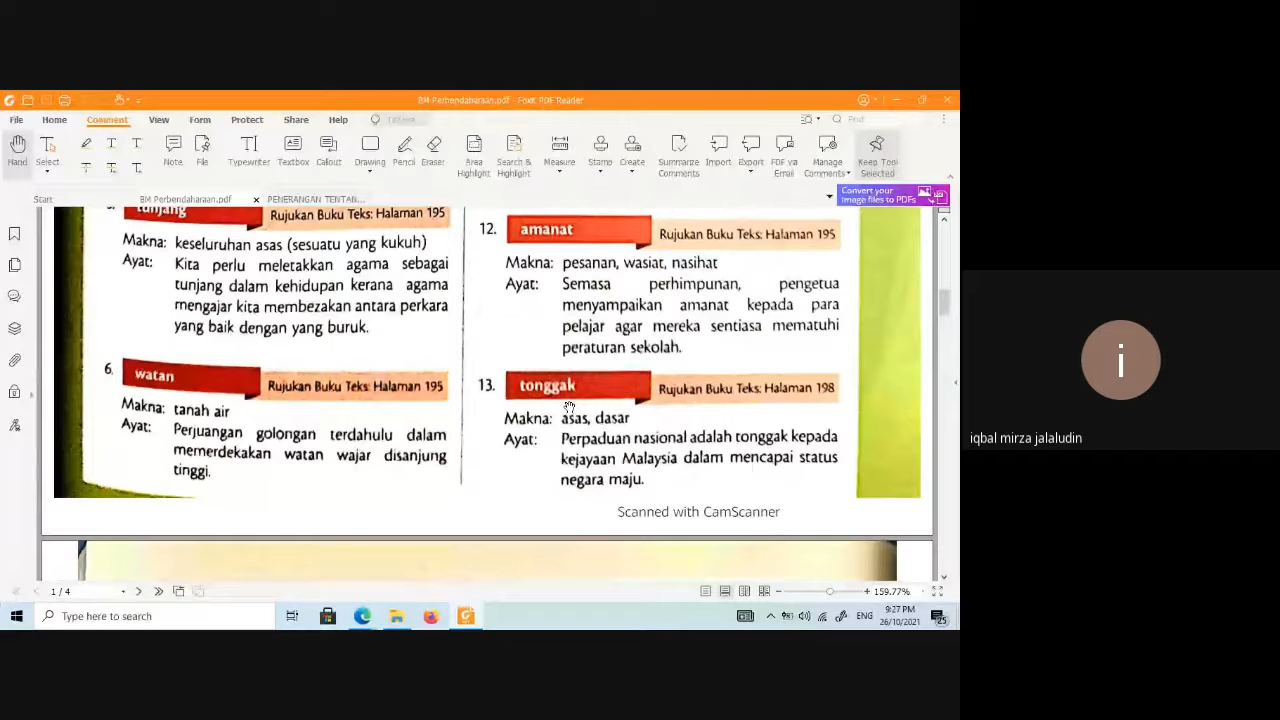 BM Perbendaharaan.pdf - Foxit PDF Reader
File Home Comment View Form Protect Share Help
Find
Hand Select Note File Typewriter Textbox Callout Drawing Pencil Eraser Area Highlight Search & Highlight Measure Stamp Create Summarize Comments Import Export FDF via Email Manage Comments Keep Tool Selected
Start BM Perbendaharaan.pdf PENERANGAN TENTAN...
Convert your image files to PDFs
tunjang Rujukan Buku Teks: Halaman 195
Makna: keseluruhan asas (sesuatu yang kukuh)
Ayat: Kita perlu meletakkan agama sebagai
tunjang dalam kehidupan kerana agama
mengajar kita membezakan antara perkara
yang baik dengan yang buruk.
6. watan Rujukan Buku Teks: Halaman 195
Makna: tanah air
Ayat: Perjuangan golongan terdahulu dalam
memerdekakan watan wajar disanjung
tinggi.
12. amanat Rujukan Buku Teks: Halaman 195
Makna: pesanan, wasiat, nasihat
Ayat: Semasa perhimpunan, pengetua
menyampaikan amanat kepada para
pelajar agar mereka sentiasa mematuhi
peraturan sekolah.
13. tonggak Rujukan Buku Teks: Halaman 198
Makna: asas, dasar
Ayat: Perpaduan nasional adalah tonggak kepada
kejayaan Malaysia dalam mencapai status
negara maju.
Scanned with CamScanner
1 / 4
159.77%
Type here to search
ENG
9:27 PM
26/10/2021
25
i
iqbal mirza jalaludin